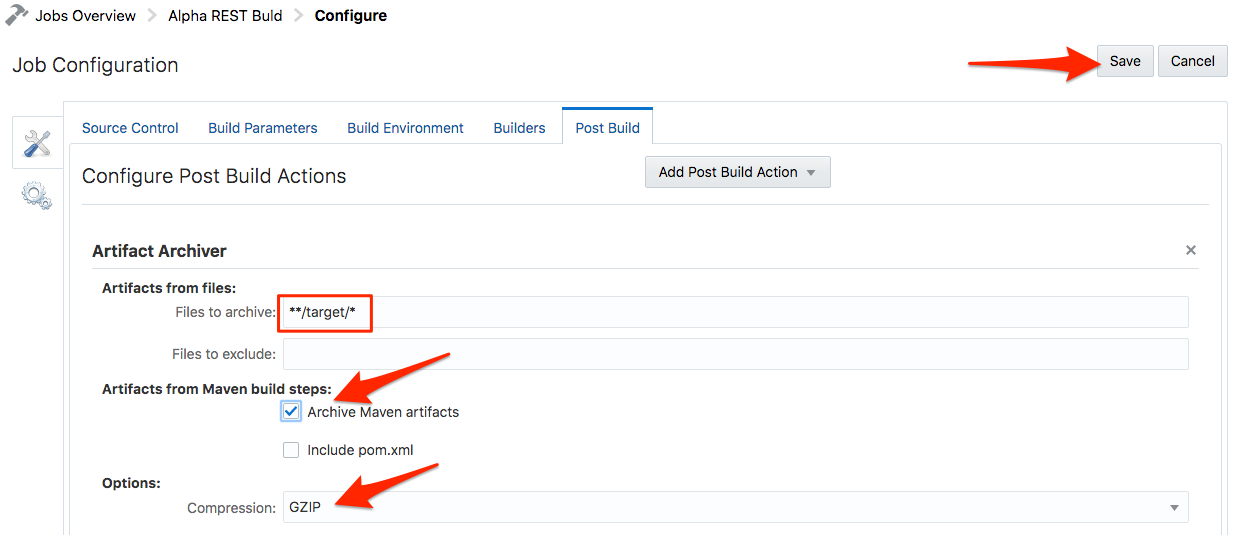 Jobs Overview > Alpha REST Buld > Configure
Job Configuration
Save Cancel
Source Control Build Parameters Build Environment Builders Post Build
Configure Post Build Actions Add Post Build Action
Artifact Archiver ×
Artifacts from files:
Files to archive: **/target/*
Files to exclude:
Artifacts from Maven build steps:
Archive Maven artifacts
Include pom.xml
Options:
Compression: GZIP